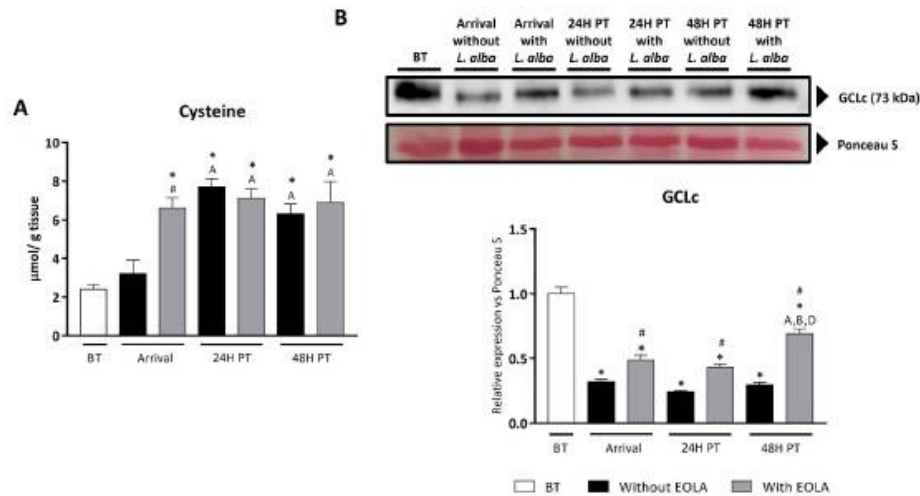 B
Arrival without L. alba
Arrival with L. alba
24H PT without L. alba
24H PT with L. alba
48H PT without L. alba
48H PT with L. alba
BT
GCLc (73 kDa)
Ponceau S
A
Cysteine
µmol/ g tissue
10
8
6
4
2
0
*
#
*
A
*
A
*
A
*
A
BT
Arrival
24H PT
48H PT
GCLc
Relative expression vs Ponceau S
1.5
1.0
0.5
0.0
*
#
*
*
#
*
*
#
*
A,B,D
BT
Arrival
24H PT
48H PT
BT
Without EOLA
With EOLA